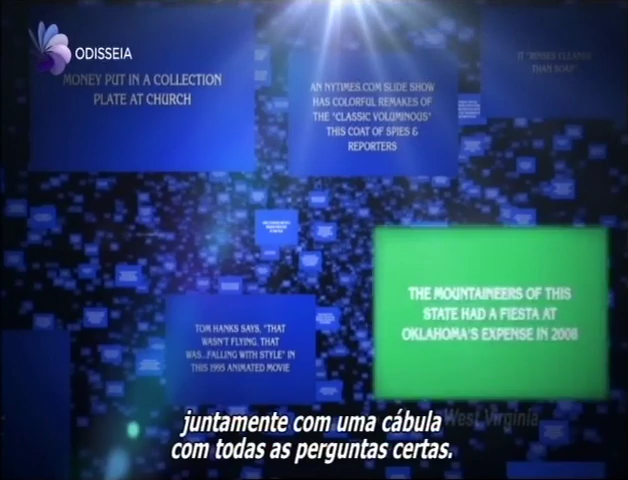 ODISSEIA
MONEY PUT IN A COLLECTION
PLATE AT CHURCH
AN NYTIMES.COM SLIDE SHOW
HAS COLORFUL REMAKES OF
THE "CLASSIC VOLUMINOUS"
THIS COAT OF SPIES &
REPORTERS
IT "RINSES CLEANER
THAN SOAP"
THE MOUNTAINEERS OF THIS
STATE HAD A FIESTA AT
OKLAHOMA'S EXPENSE IN 2008
TOM HANKS SAYS, "THAT
WASN'T FLYING, THAT
WAS...FALLING WITH STYLE" IN
THIS 1995 ANIMATED MOVIE
West Virginia
juntamente com uma cábula
com todas as perguntas certas.